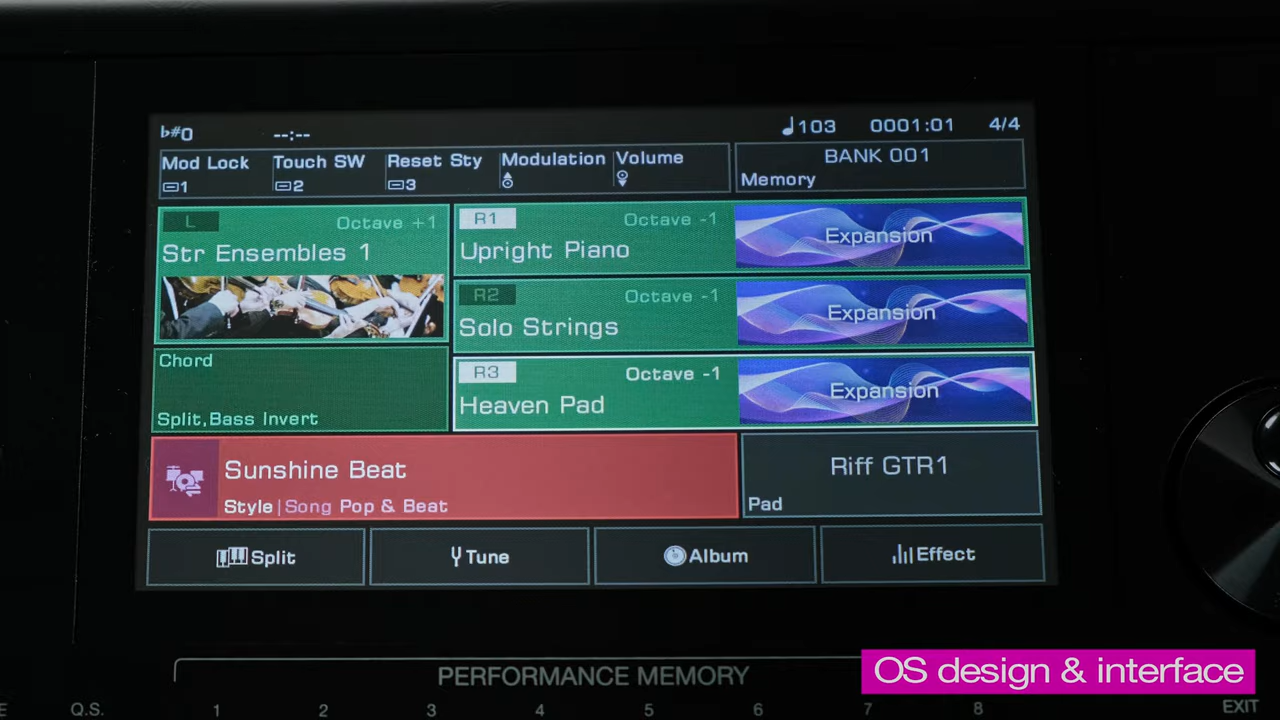 b#0 --:-- ♩103 0001:01 4/4
Mod Lock Touch SW Reset Sty Modulation Volume
1 2 3
BANK 001
Memory
L Octave +1
Str Ensembles 1
R1 Octave -1
Upright Piano
Expansion
R2 Octave -1
Solo Strings
Expansion
Chord
Split,Bass Invert
R3 Octave -1
Heaven Pad
Expansion
Sunshine Beat
Style|Song Pop & Beat
Riff GTR1
Pad
Split Tune Album Effect
PERFORMANCE MEMORY
OS design & interface
E Q.S. 1 2 3 4 5 6 7 8 EXIT